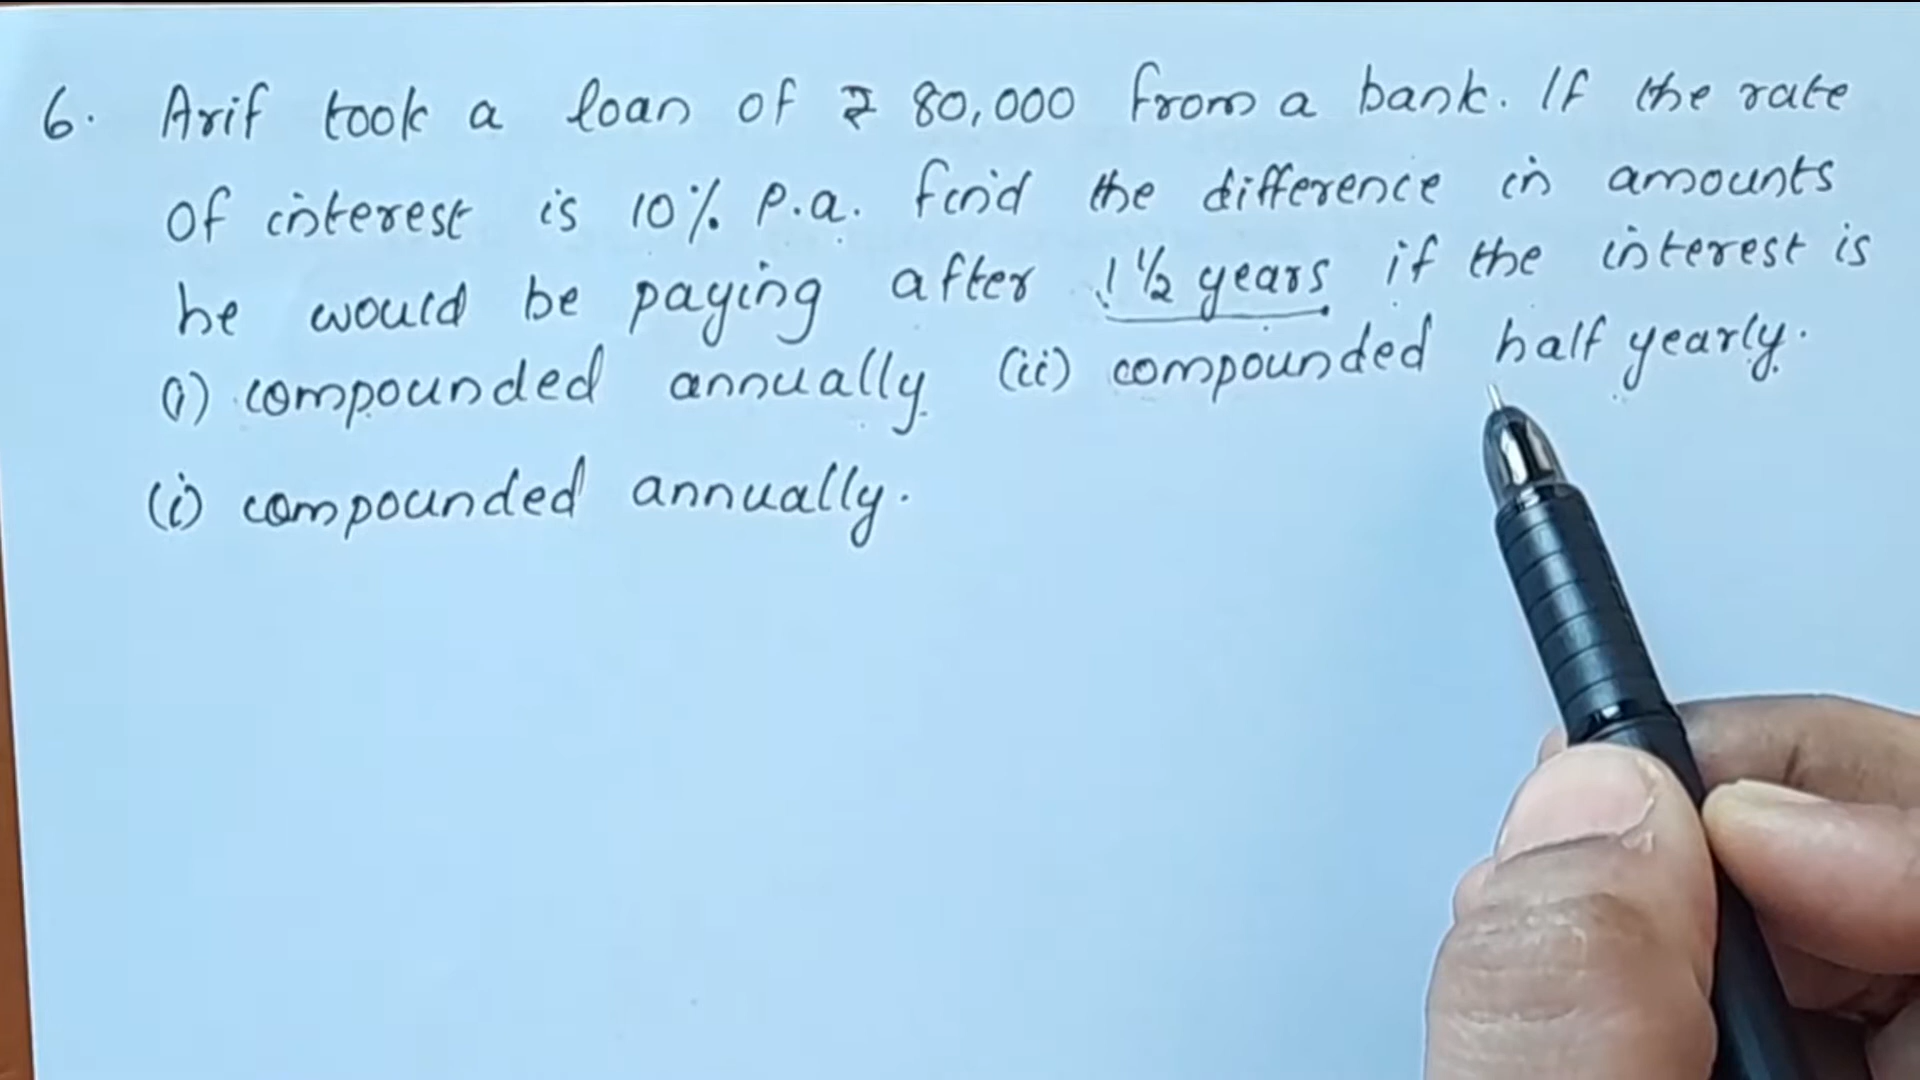 6. Arif took a loan of ₹ 80,000 from a bank. If the rate
of interest is 10% p.a. find the difference in amounts
he would be paying after 1 1/2 years if the interest is
(i) compounded annually (ii) compounded half yearly.
(i) compounded annually.